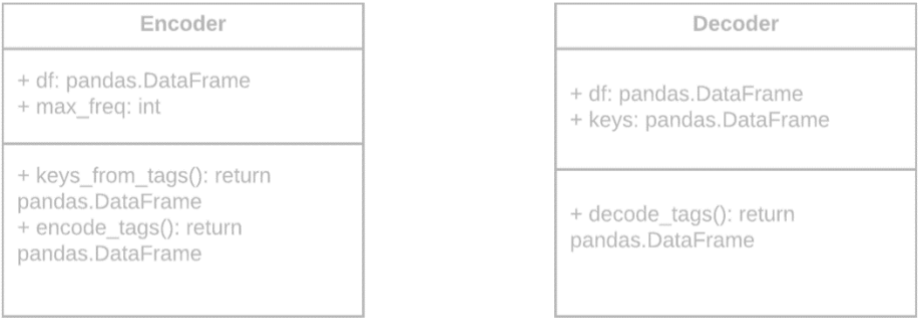 Encoder
+ df: pandas.DataFrame
+ max_freq: int
+ keys_from_tags(): return
pandas.DataFrame
+ encode_tags(): return
pandas.DataFrame
Decoder
+ df: pandas.DataFrame
+ keys: pandas.DataFrame
+ decode_tags(): return
pandas.DataFrame